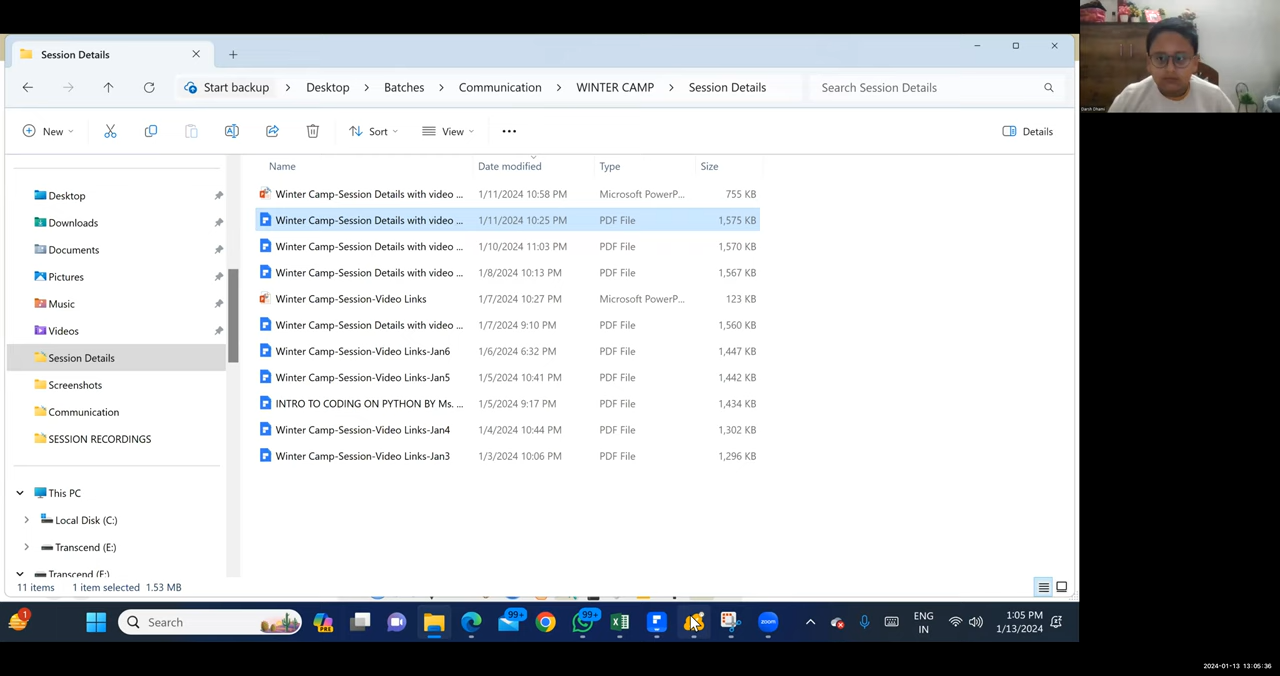 Session Details
Start backup > Desktop > Batches > Communication > WINTER CAMP > Session Details
Search Session Details
New
Sort
View
Details
Name Date modified Type Size
Winter Camp-Session Details with video ... 1/11/2024 10:58 PM Microsoft PowerP... 755 KB
Winter Camp-Session Details with video ... 1/11/2024 10:25 PM PDF File 1,575 KB
Winter Camp-Session Details with video ... 1/10/2024 11:03 PM PDF File 1,570 KB
Winter Camp-Session Details with video ... 1/8/2024 10:13 PM PDF File 1,567 KB
Winter Camp-Session-Video Links 1/7/2024 10:27 PM Microsoft PowerP... 123 KB
Winter Camp-Session Details with video ... 1/7/2024 9:10 PM PDF File 1,560 KB
Winter Camp-Session-Video Links-Jan6 1/6/2024 6:32 PM PDF File 1,447 KB
Winter Camp-Session-Video Links-Jan5 1/5/2024 10:41 PM PDF File 1,442 KB
INTRO TO CODING ON PYTHON BY Ms. ... 1/5/2024 9:17 PM PDF File 1,434 KB
Winter Camp-Session-Video Links-Jan4 1/4/2024 10:44 PM PDF File 1,302 KB
Winter Camp-Session-Video Links-Jan3 1/3/2024 10:06 PM PDF File 1,296 KB
Desktop
Downloads
Documents
Pictures
Music
Videos
Session Details
Screenshots
Communication
SESSION RECORDINGS
This PC
Local Disk (C:)
Transcend (E:)
Transcend (E:)
11 items 1 item selected 1.53 MB
1
Search
PRE
99+
99+
zoom
ENG
IN
1:05 PM
1/13/2024
Darsh Dhami
2024-01-13 13:05:36